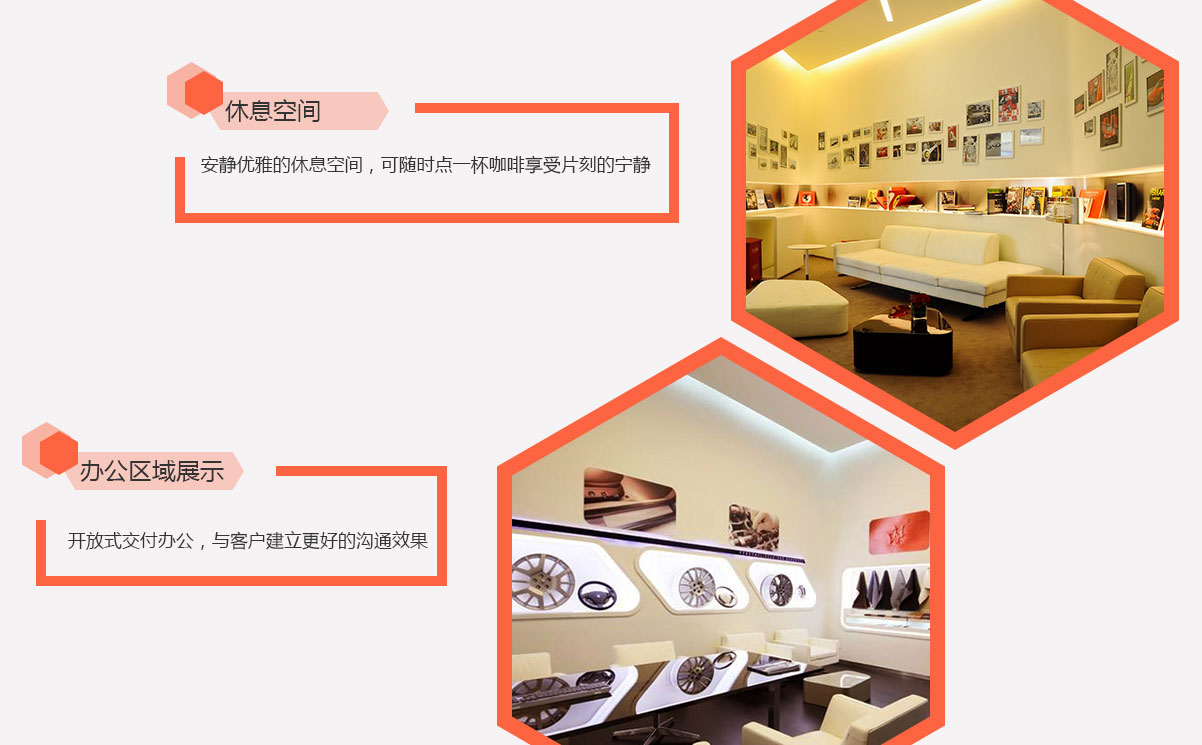 休息空间
安静优雅的休息空间，可随时点一杯咖啡享受片刻的宁静
办公区域展示
开放式交付办公，与客户建立更好的沟通效果